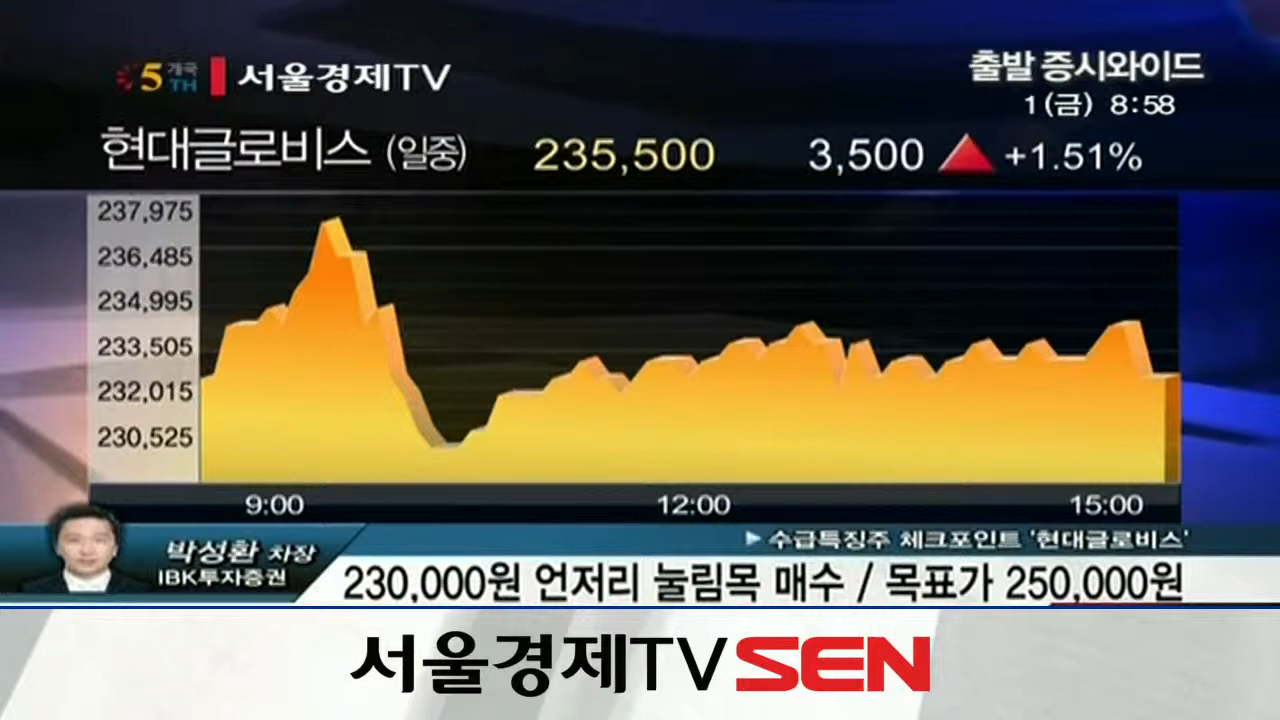 5 개국 TH 서울경제TV
출발 증시와이드
1(금) 8:58
현대글로비스 (일중) 235,500 3,500 +1.51%
237,975
236,485
234,995
233,505
232,015
230,525
9:00 12:00 15:00
박성환 차장
IBK투자증권
수급특징주 체크포인트 '현대글로비스'
230,000원 언저리 눌림목 매수 / 목표가 250,000원
서울경제TV SEN